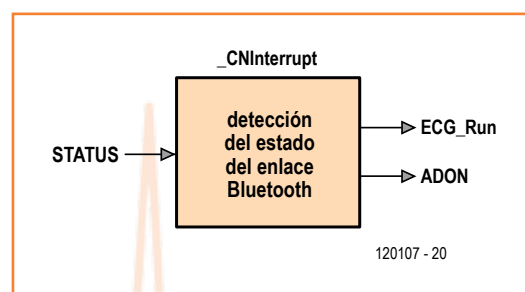 _CNInterrupt
detección
del estado
del enlace
Bluetooth
STATUS
ECG_Run
ADON
120107 - 20